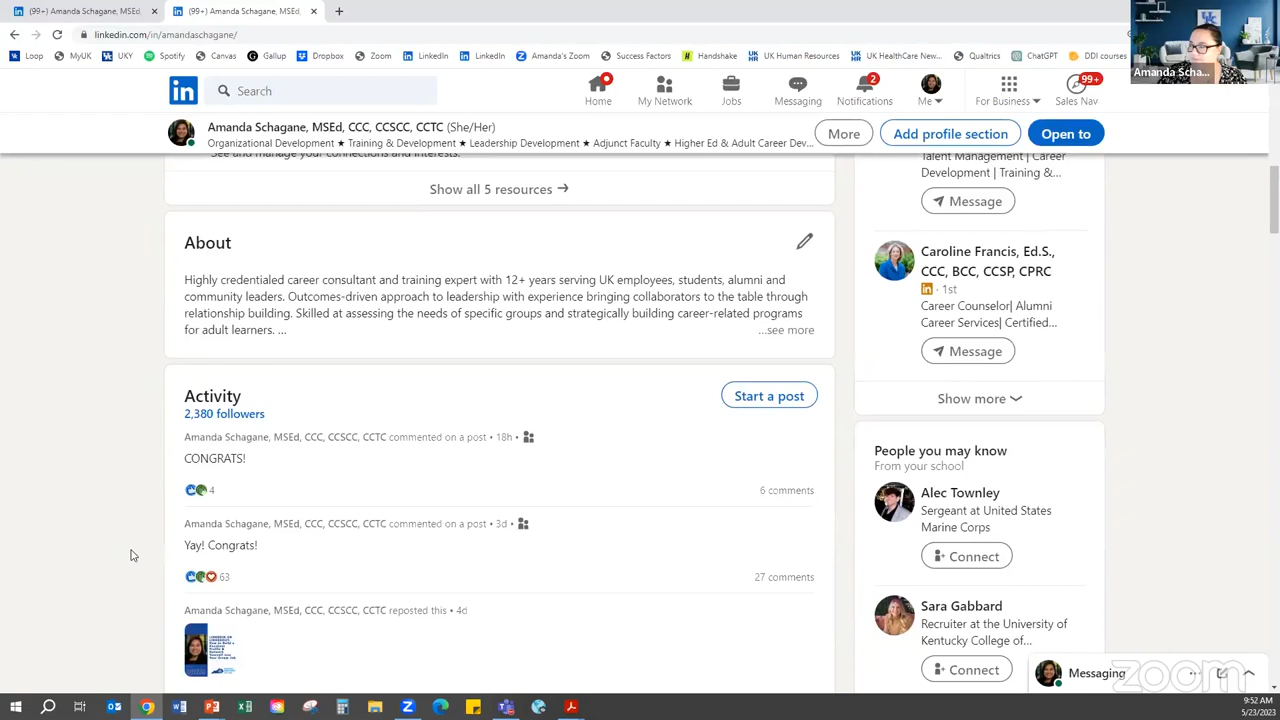 (99+) Amanda Schagane, MSEd,
(99+) Amanda Schagane, MSEd,
linkedin.com/in/amandaschagane/
Loop
MyUK
UKY
Spotify
Canvas
Gallup
Dropbox
Zoom
LinkedIn
LinkedIn
Amanda's Zoom
Success Factors
Handshake
UK Human Resources
UK HealthCare New...
Qualtrics
ChatGPT
DDI courses
Amanda Scha...
Search
Home
My Network
Jobs
Messaging
2
Notifications
Me
For Business
99+
Sales Nav
Amanda Schagane, MSEd, CCC, CCSCC, CCTC (She/Her)
Organizational Development ★ Training & Development ★ Leadership Development ★ Adjunct Faculty ★ Higher Ed & Adult Career Dev...
More
Add profile section
Open to
See and manage your connections and interests.
Show all 5 resources →
About
Highly credentialed career consultant and training expert with 12+ years serving UK employees, students, alumni and
community leaders. Outcomes-driven approach to leadership with experience bringing collaborators to the table through
relationship building. Skilled at assessing the needs of specific groups and strategically building career-related programs
for adult learners. ...
...see more
Activity
Start a post
2,380 followers
Amanda Schagane, MSEd, CCC, CCSCC, CCTC commented on a post • 18h •
CONGRATS!
4
6 comments
Amanda Schagane, MSEd, CCC, CCSCC, CCTC commented on a post • 3d •
Yay! Congrats!
63
27 comments
Amanda Schagane, MSEd, CCC, CCSCC, CCTC reposted this • 4d
Talent Management | Career
Development | Training &...
Message
Caroline Francis, Ed.S.,
CCC, BCC, CCSP, CPRC
in • 1st
Career Counselor| Alumni
Career Services| Certified...
Message
Show more
People you may know
From your school
Alec Townley
Sergeant at United States
Marine Corps
Connect
Sara Gabbard
Recruiter at the University of
Kentucky College of...
Connect
Messaging
zoom
9:52 AM
5/23/2023